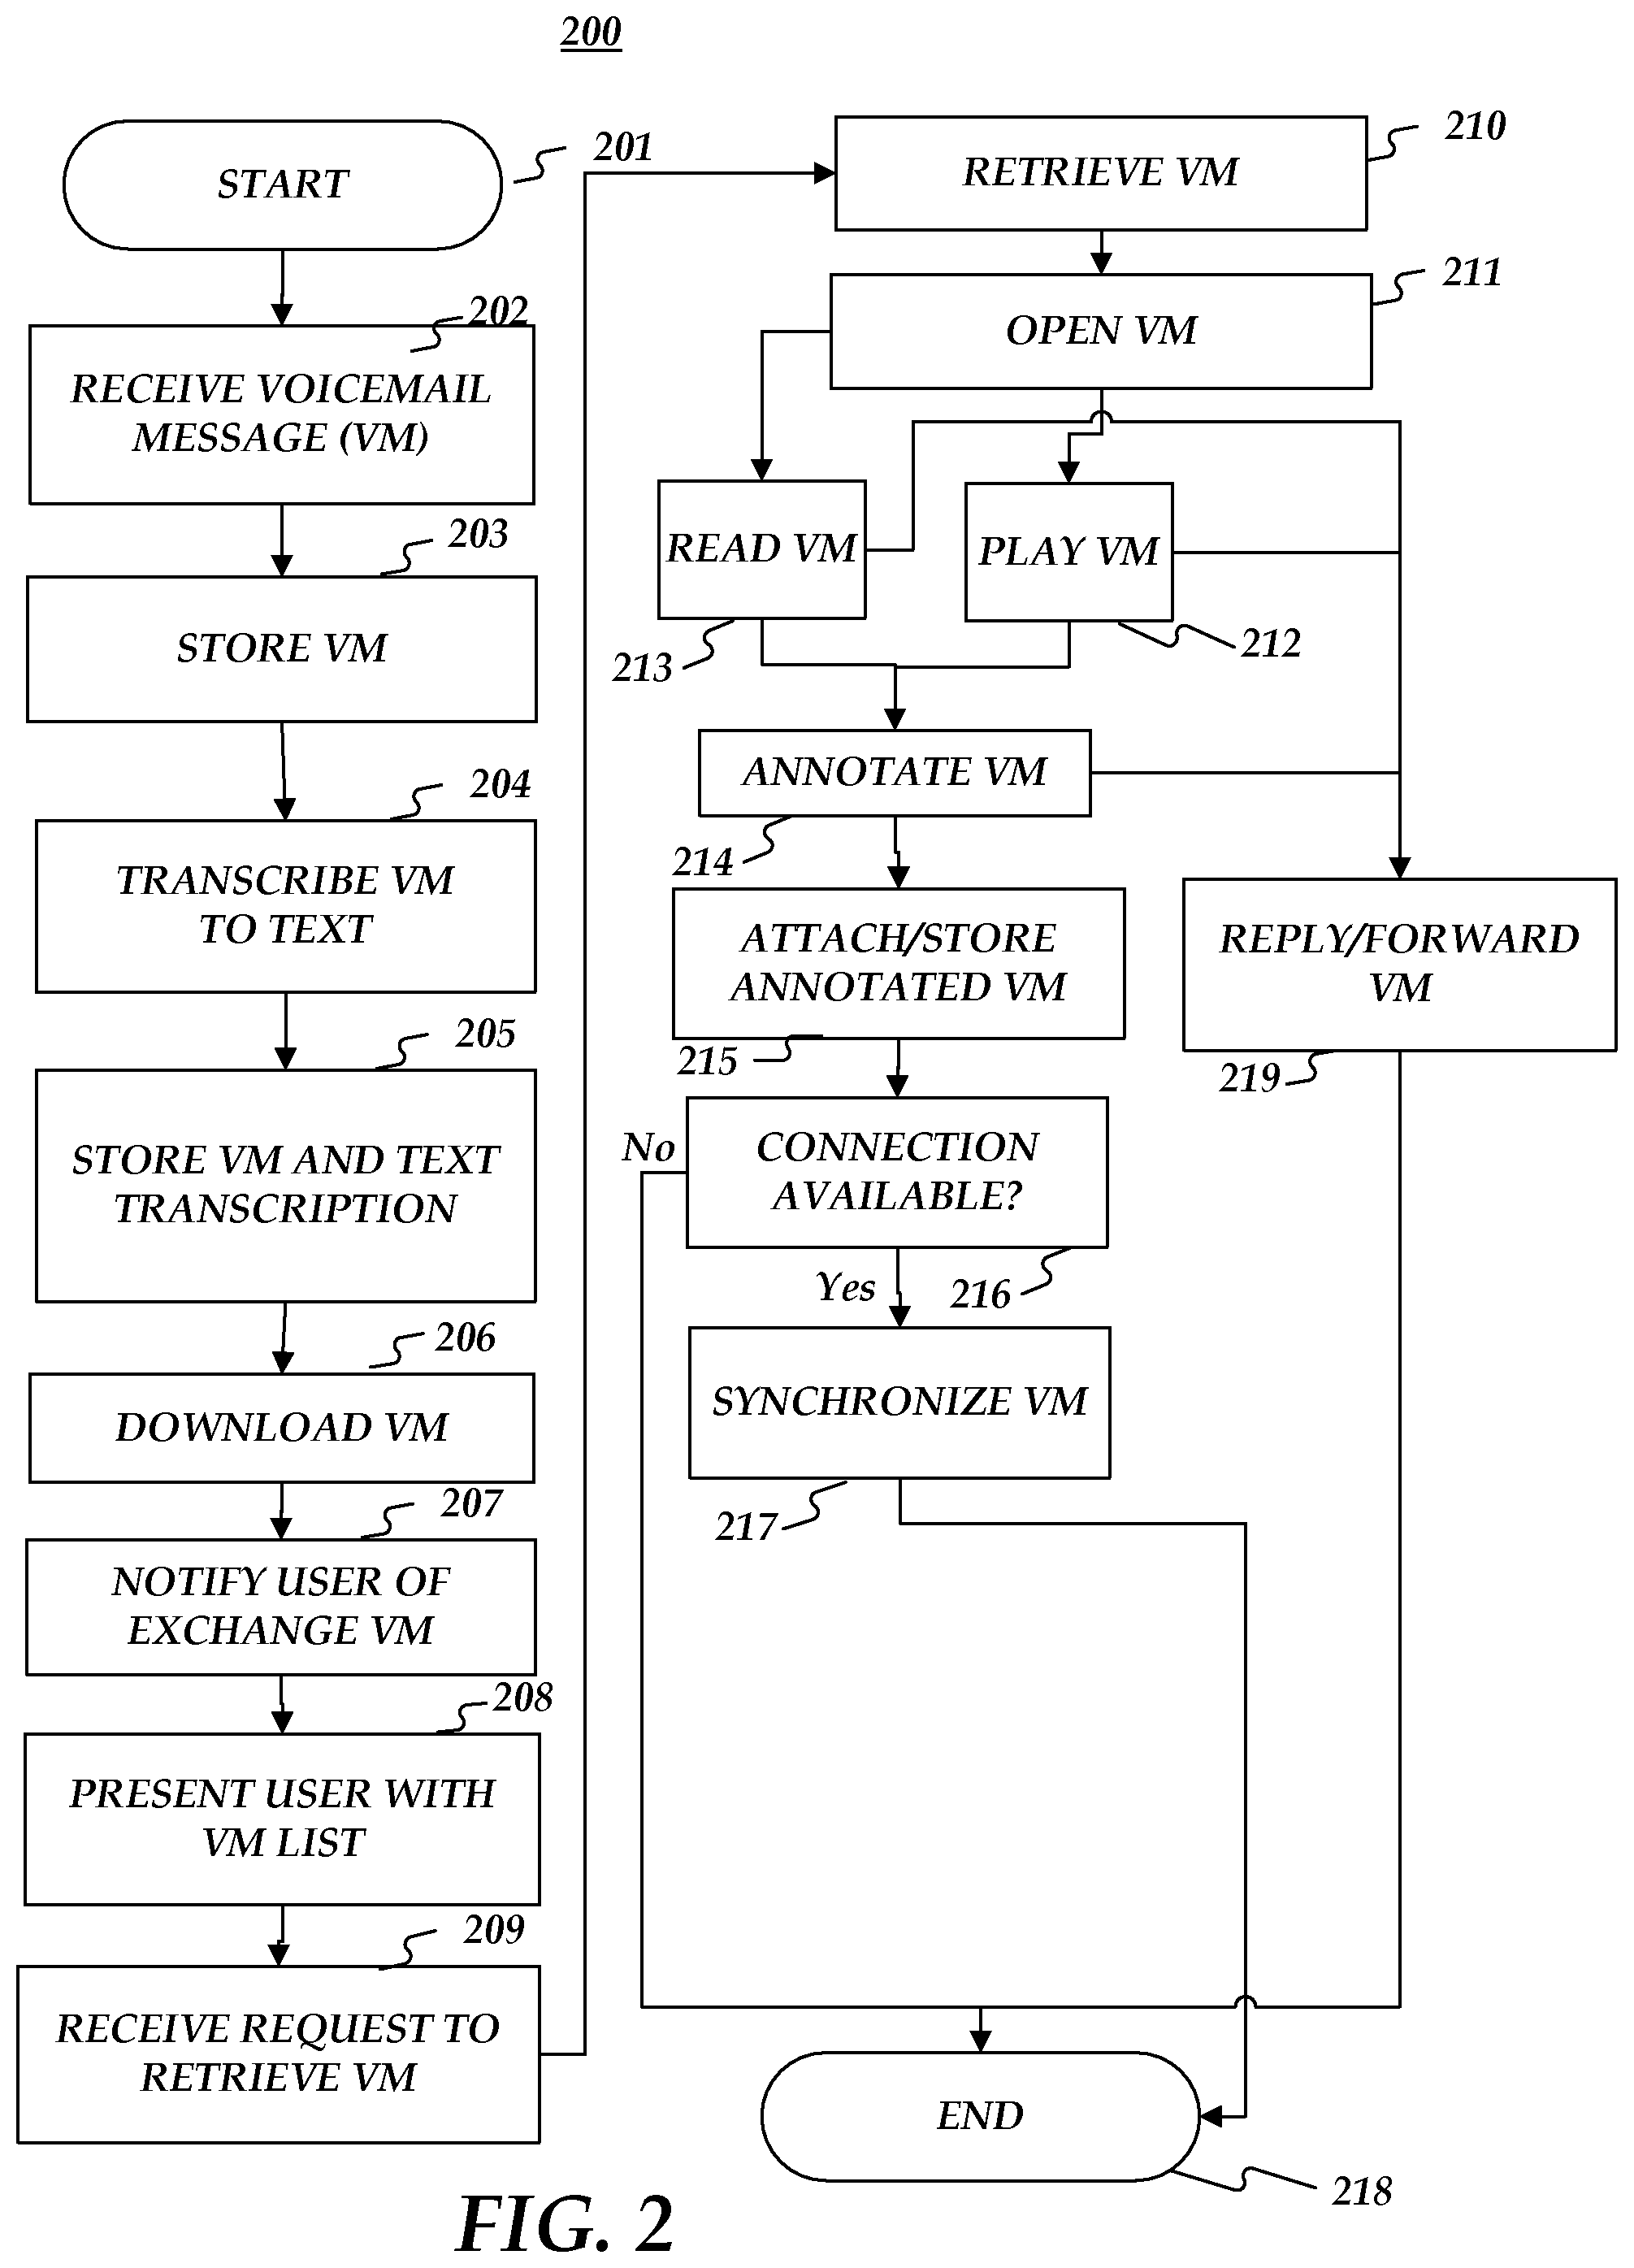 200
START
201
202
RECEIVE VOICEMAIL
MESSAGE (VM)
203
STORE VM
204
TRANSCRIBE VM
TO TEXT
205
STORE VM AND TEXT
TRANSCRIPTION
206
DOWNLOAD VM
207
NOTIFY USER OF
EXCHANGE VM
208
PRESENT USER WITH
VM LIST
209
RECEIVE REQUEST TO
RETRIEVE VM
210
RETRIEVE VM
211
OPEN VM
READ VM
PLAY VM
213
212
ANNOTATE VM
214
ATTACH/STORE
ANNOTATED VM
215
REPLY/FORWARD
VM
219
No
CONNECTION
AVAILABLE?
Yes
216
SYNCHRONIZE VM
217
END
218
FIG. 2